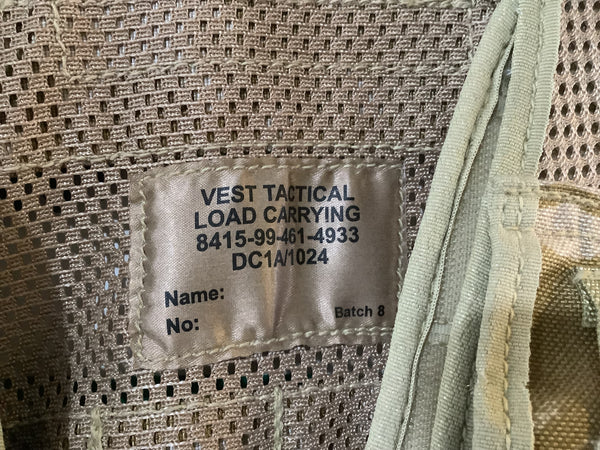 VEST TACTICAL
LOAD CARRYING
8415-99-461-4933
DC1A/1024
Name:
No:
Batch 8